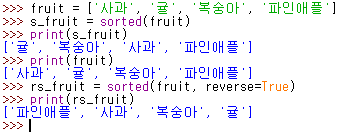 >>> fruit = ['사과', '귤', '복숭아', '파인애플']
>>> s_fruit = sorted(fruit)
>>> print(s_fruit)
['귤', '복숭아', '사과', '파인애플']
>>> print(fruit)
['사과', '귤', '복숭아', '파인애플']
>>> rs_fruit = sorted(fruit, reverse=True)
>>> print(rs_fruit)
['파인애플', '사과', '복숭아', '귤']
>>>